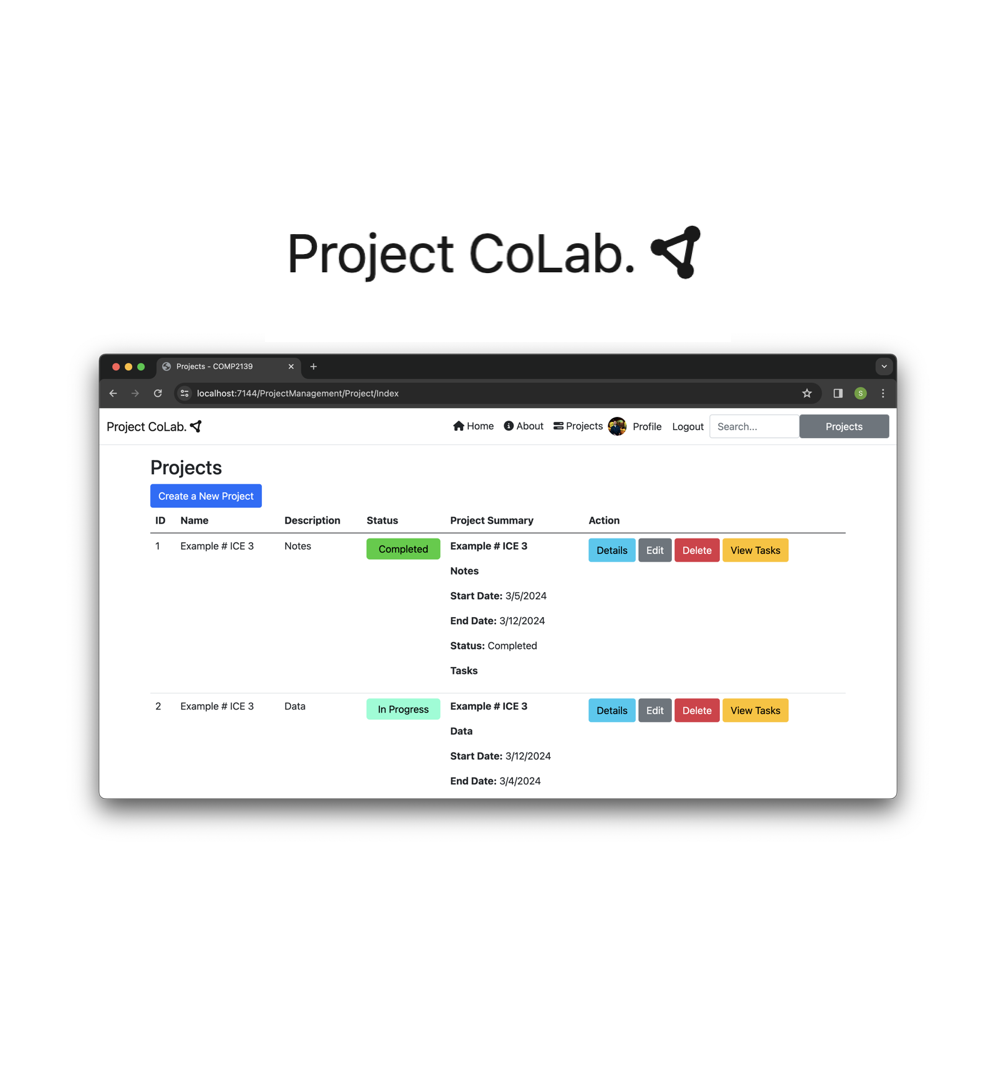 Project CoLab.
Projects - COMP2139
localhost:7144/ProjectManagement/Project/Index
S
Project CoLab. Home About Projects Profile Logout Search... Projects
Projects
Create a New Project
ID Name Description Status Project Summary Action
1 Example # ICE 3 Notes Completed Example # ICE 3 Details Edit Delete View Tasks
Notes
Start Date: 3/5/2024
End Date: 3/12/2024
Status: Completed
Tasks
2 Example # ICE 3 Data In Progress Example # ICE 3 Details Edit Delete View Tasks
Data
Start Date: 3/12/2024
End Date: 3/4/2024